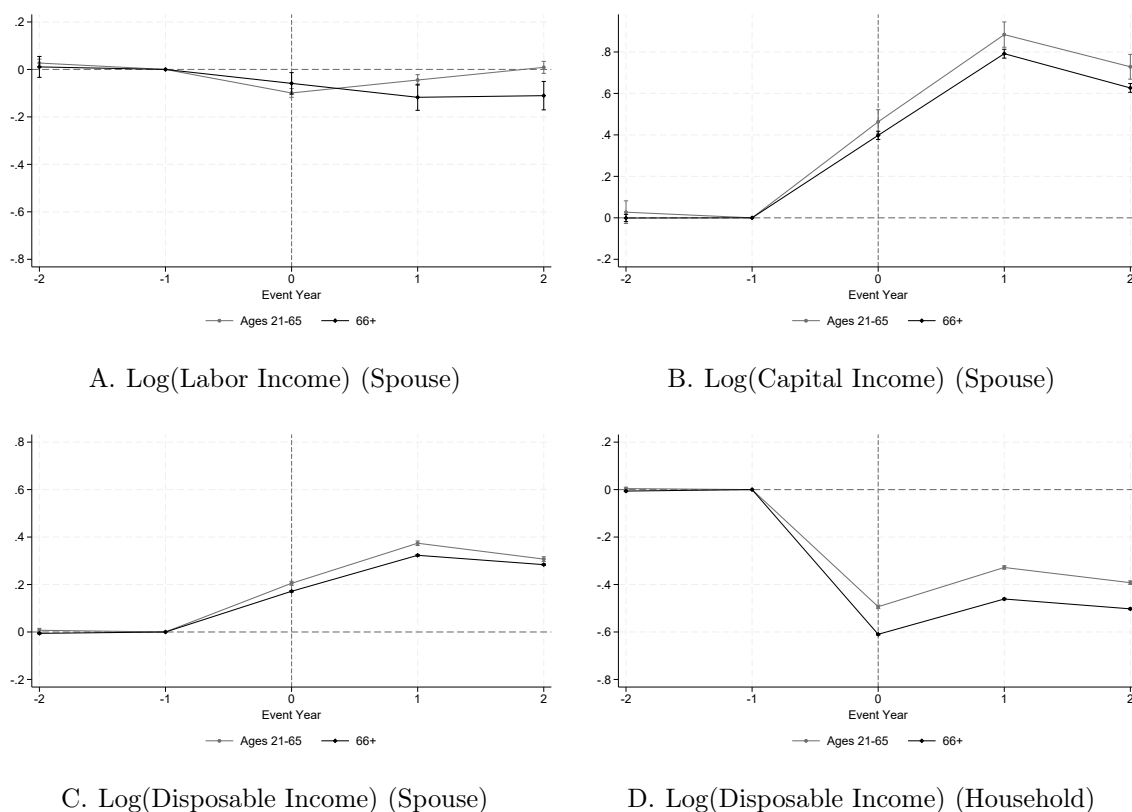 .2
0
-.2
-.4
-.6
-.8
-2 -1 0 1 2
Event Year
Ages 21-65 66+
A. Log(Labor Income) (Spouse)
.8
.6
.4
.2
0
-.2
-2 -1 0 1 2
Event Year
Ages 21-65 66+
B. Log(Capital Income) (Spouse)
.8
.6
.4
.2
0
-.2
-2 -1 0 1 2
Event Year
Ages 21-65 66+
C. Log(Disposable Income) (Spouse)
.2
0
-.2
-.4
-.6
-.8
-2 -1 0 1 2
Event Year
Ages 21-65 66+
D. Log(Disposable Income) (Household)